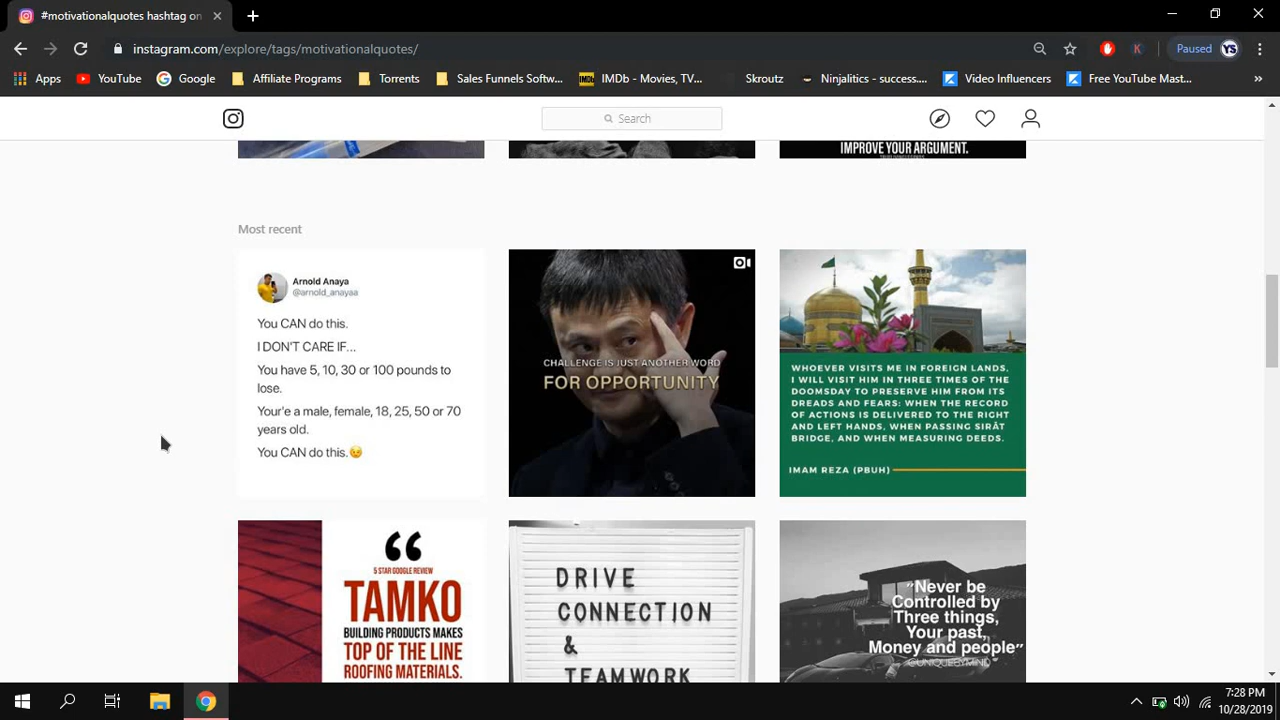 #motivationalquotes
instagram.com/explore/tags/motivationalquotes/
Paused
YS
Apps
YouTube
Google
Affiliate Programs
Torrents
Sales Funnels Softw...
IMDb - Movies, TV...
Skroutz
Ninjalitics - success....
Video Influencers
Free YouTube Mast...
»
Search
IMPROVE YOUR ARGUMENT.
Most recent
Arnold Anaya
@arnold_anayaa
You CAN do this.
I DON'T CARE IF...
You have 5, 10, 30 or 100 pounds to
lose.
Your'e a male, female, 18, 25, 50 or 70
years old.
You CAN do this.😉
CHALLENGE IS JUST ANOTHER WORD
FOR OPPORTUNITY
WHOEVER VISITS ME IN FOREIGN LANDS,
I WILL VISIT HIM IN THREE TIMES OF THE
DOOMSDAY TO PRESERVE HIM FROM ITS
DREADS AND FEARS: WHEN THE RECORD
OF ACTIONS IS DELIVERED TO THE RIGHT
AND LEFT HANDS, WHEN PASSING SIRÂT
BRIDGE, AND WHEN MEASURING DEEDS.
IMAM REZA (PBUH)
5 STAR GOOGLE REVIEW
TAMKO
BUILDING PRODUCTS MAKES
TOP OF THE LINE
ROOFING MATERIALS.
DRIVE
CONNECTION
&
TEAMWORK
"Never be
Controlled by
Three things,
Your past,
Money and people"
@UNIQUEBYMIND
7:28 PM
10/28/2019